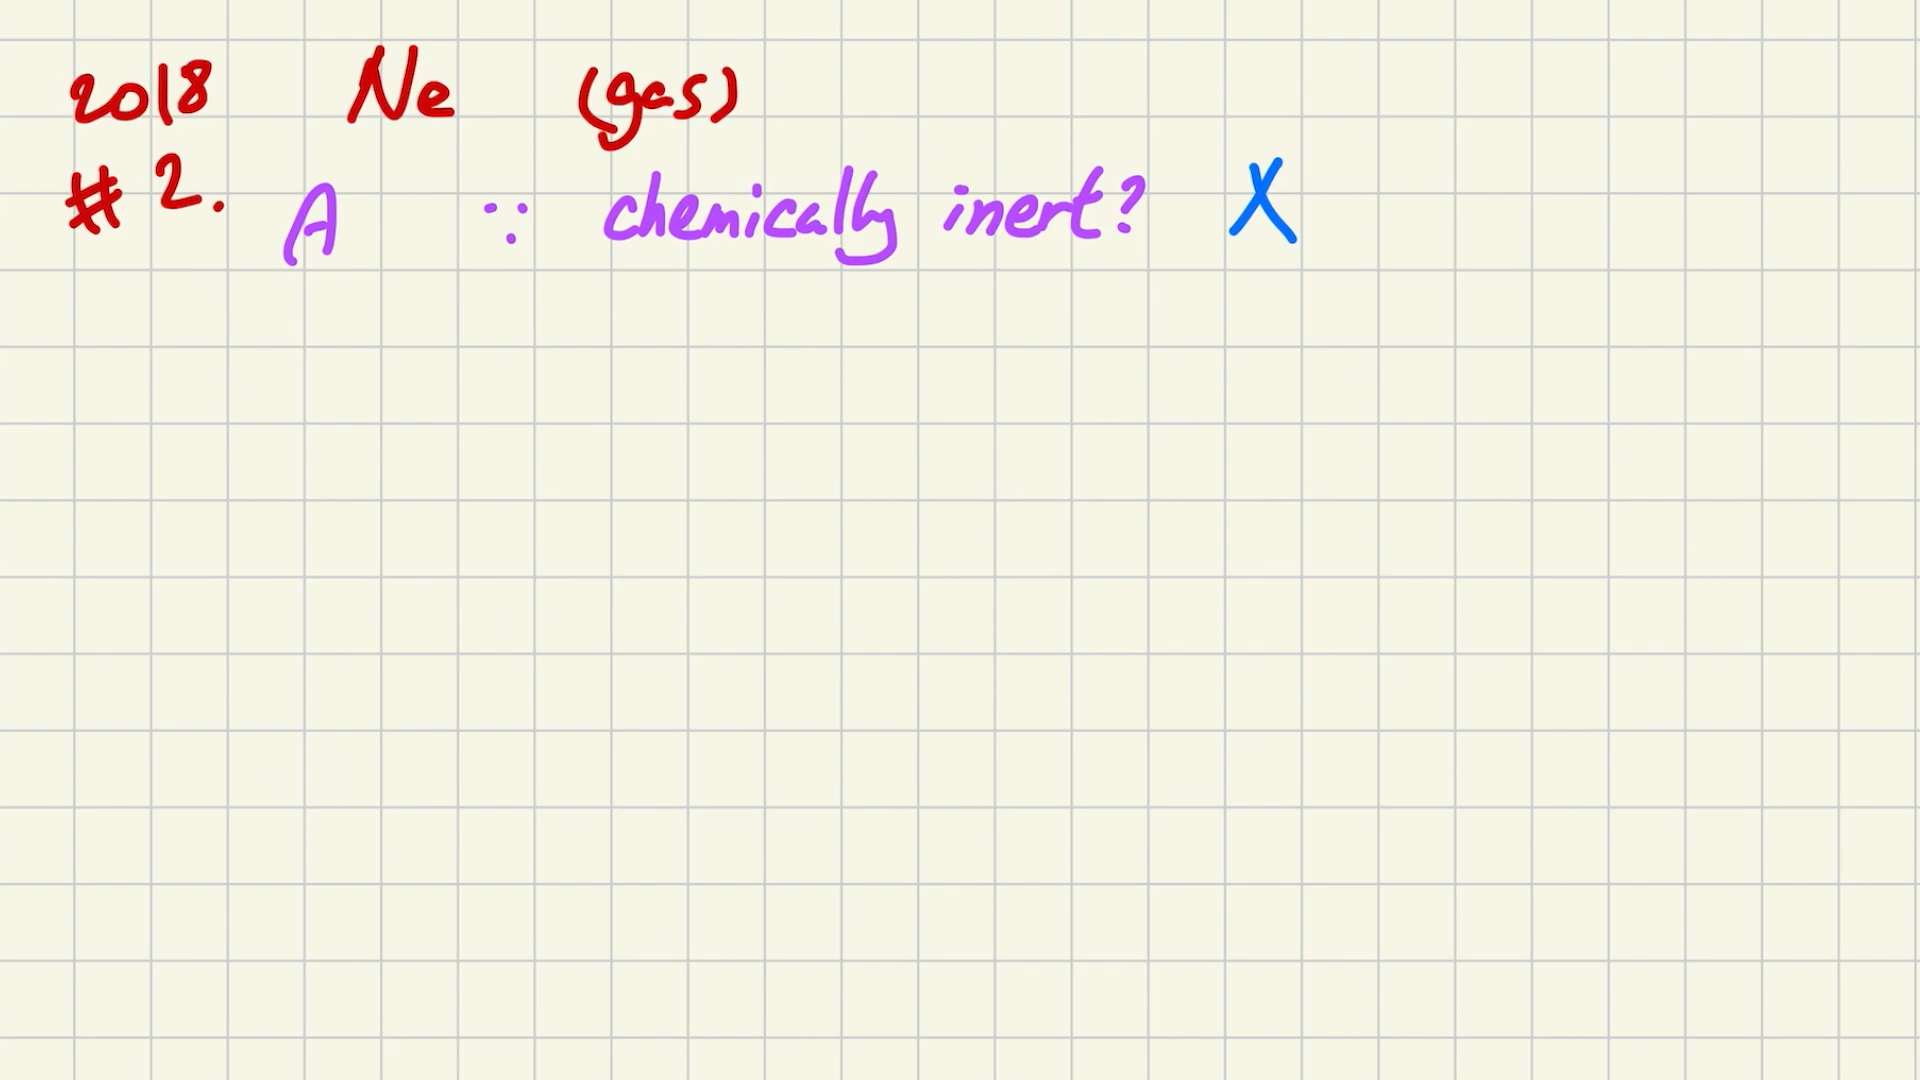 2018 Ne (gas)
#2. A ∵ chemically inert? X